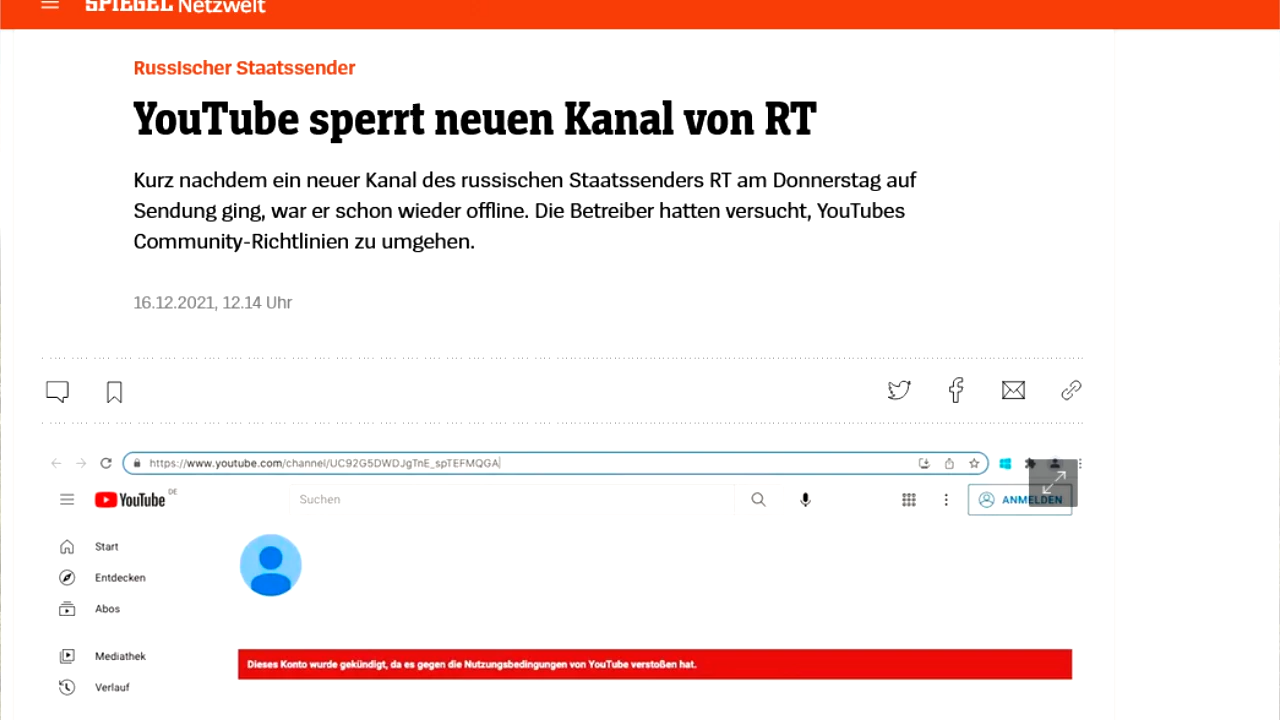 SPIEGEL Netzwelt
Russischer Staatssender
YouTube sperrt neuen Kanal von RT
Kurz nachdem ein neuer Kanal des russischen Staatssenders RT am Donnerstag auf
Sendung ging, war er schon wieder offline. Die Betreiber hatten versucht, YouTubes
Community-Richtlinien zu umgehen.
16.12.2021, 12.14 Uhr
https://www.youtube.com/channel/UC92G5DWDJgTnE_spTEFMQGA
YouTube DE
Suchen
ANMELDEN
Start
Entdecken
Abos
Mediathek
Verlauf
Dieses Konto wurde gekündigt, da es gegen die Nutzungsbedingungen von YouTube verstoßen hat.